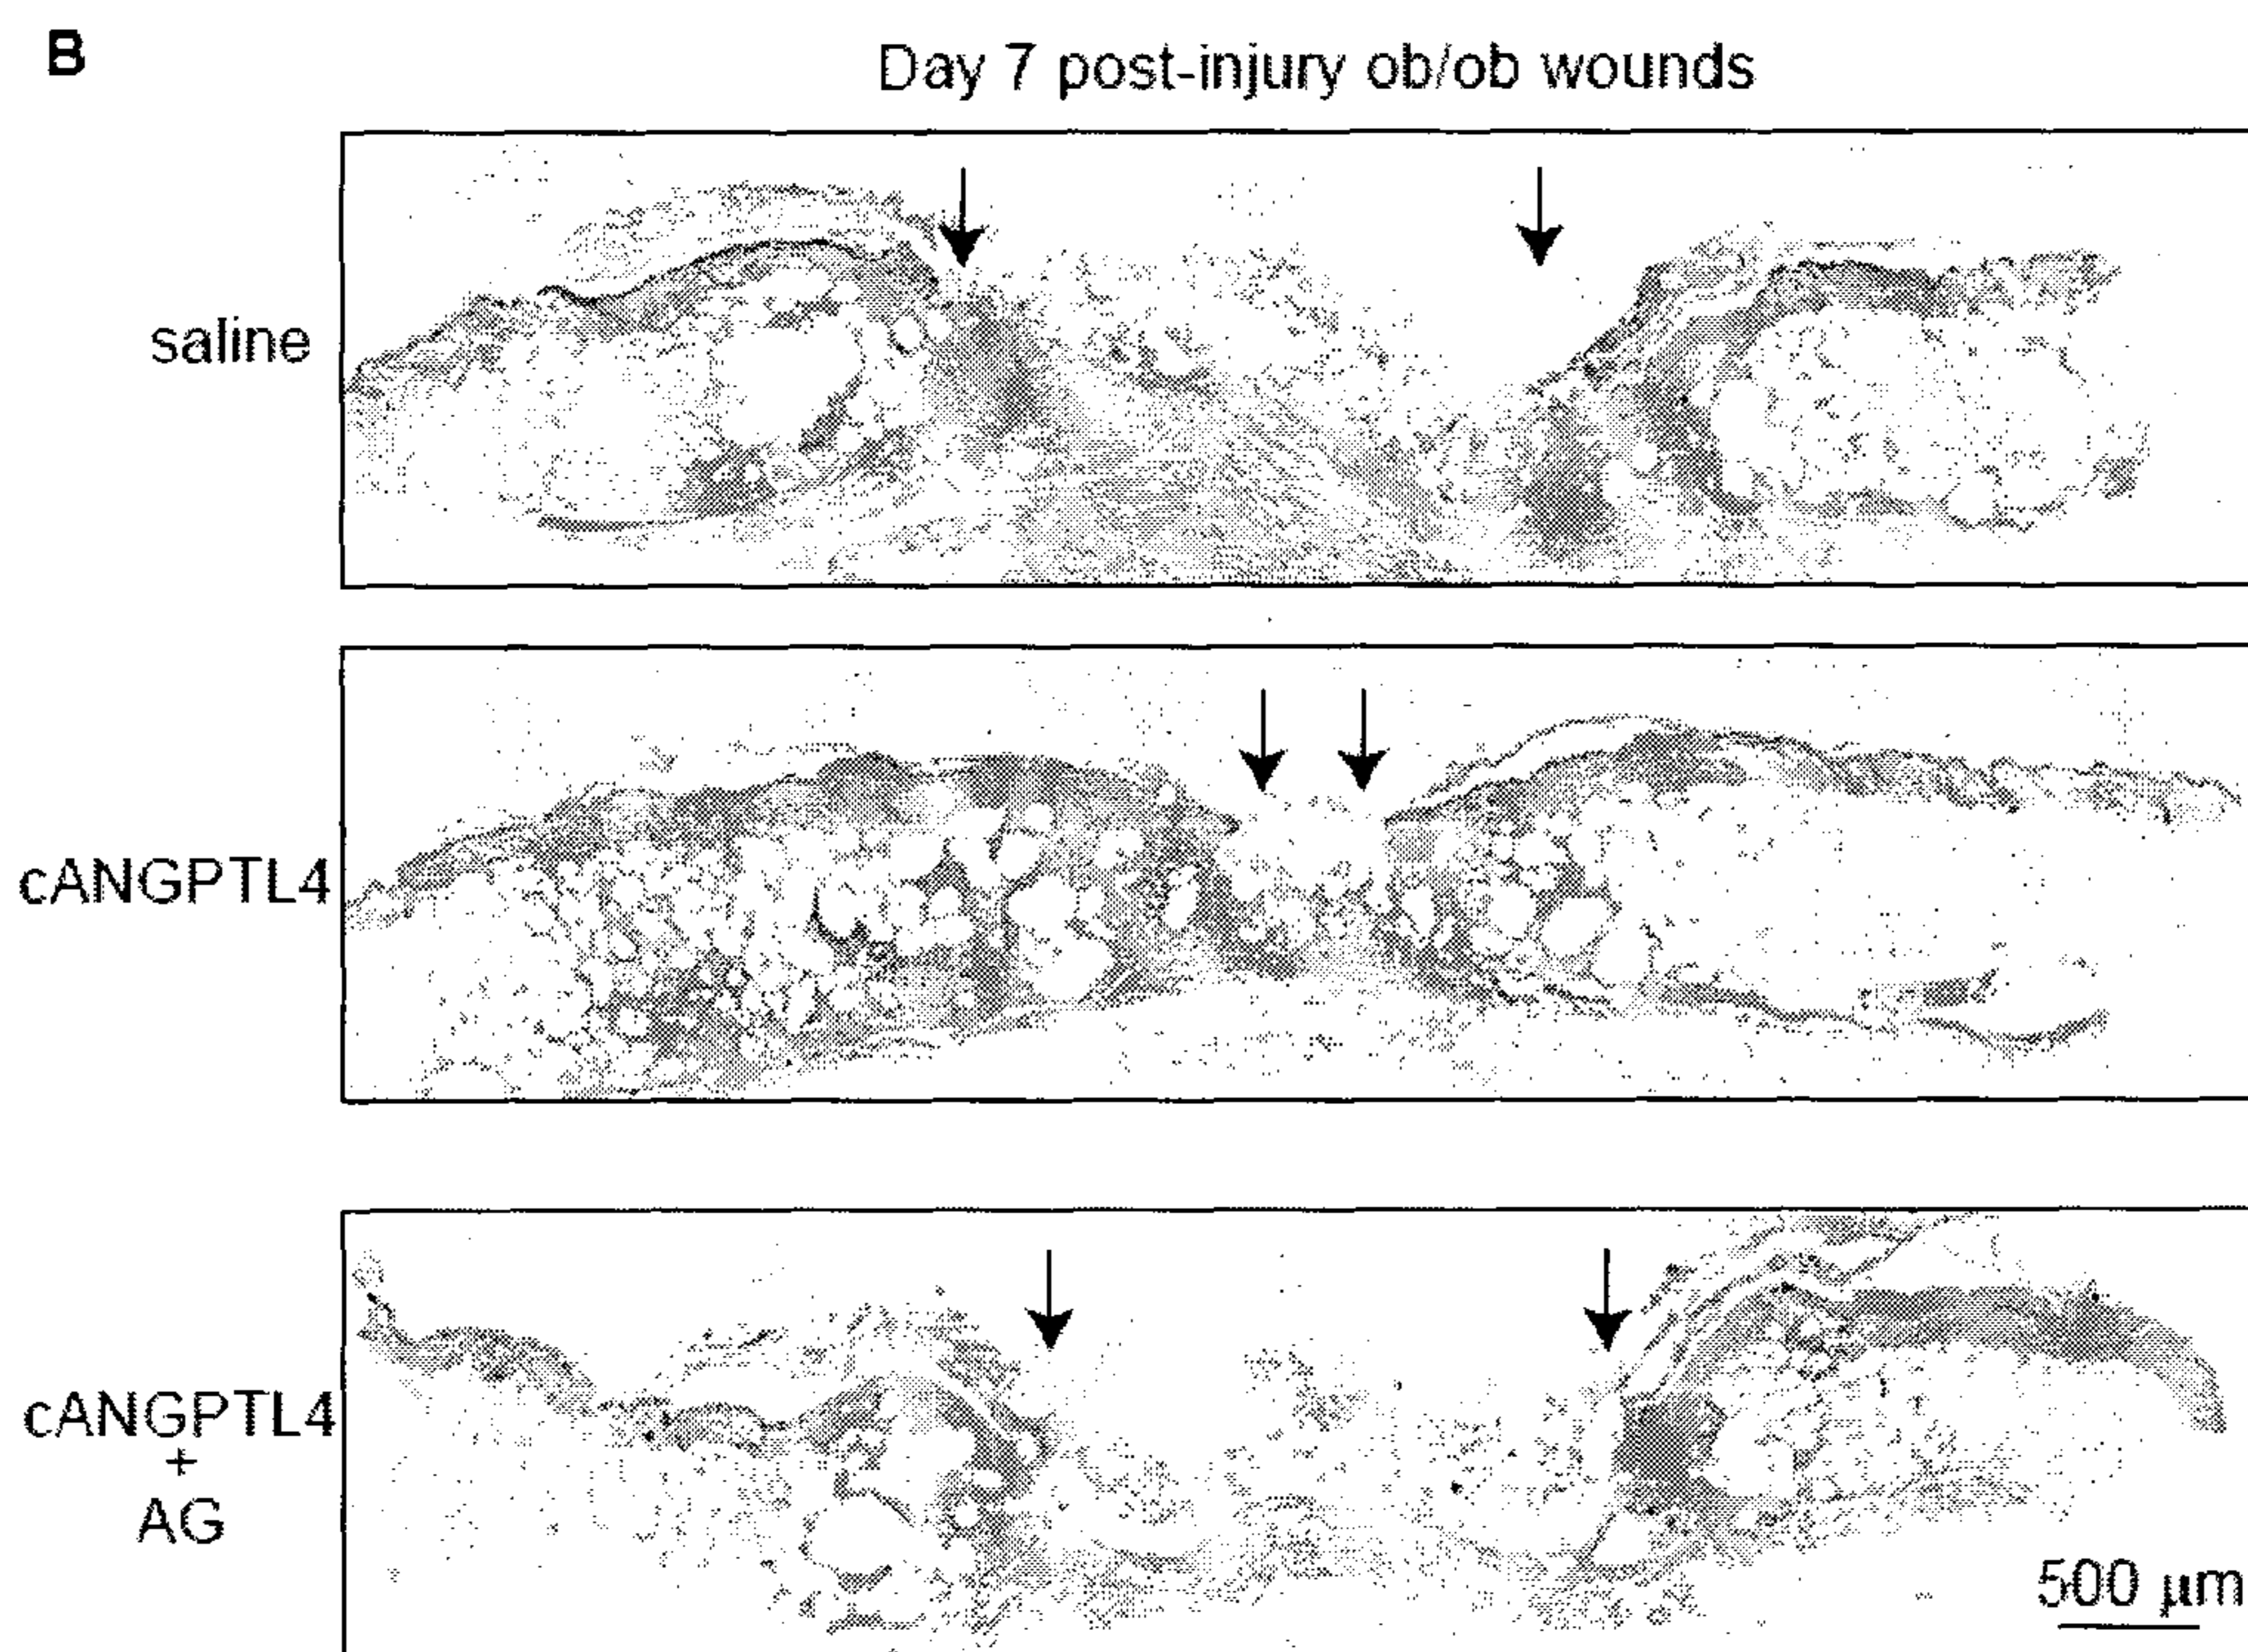 B
Day 7 post-injury ob/ob wounds
saline
cANGPTL4
cANGPTL4
+
AG
500 µm